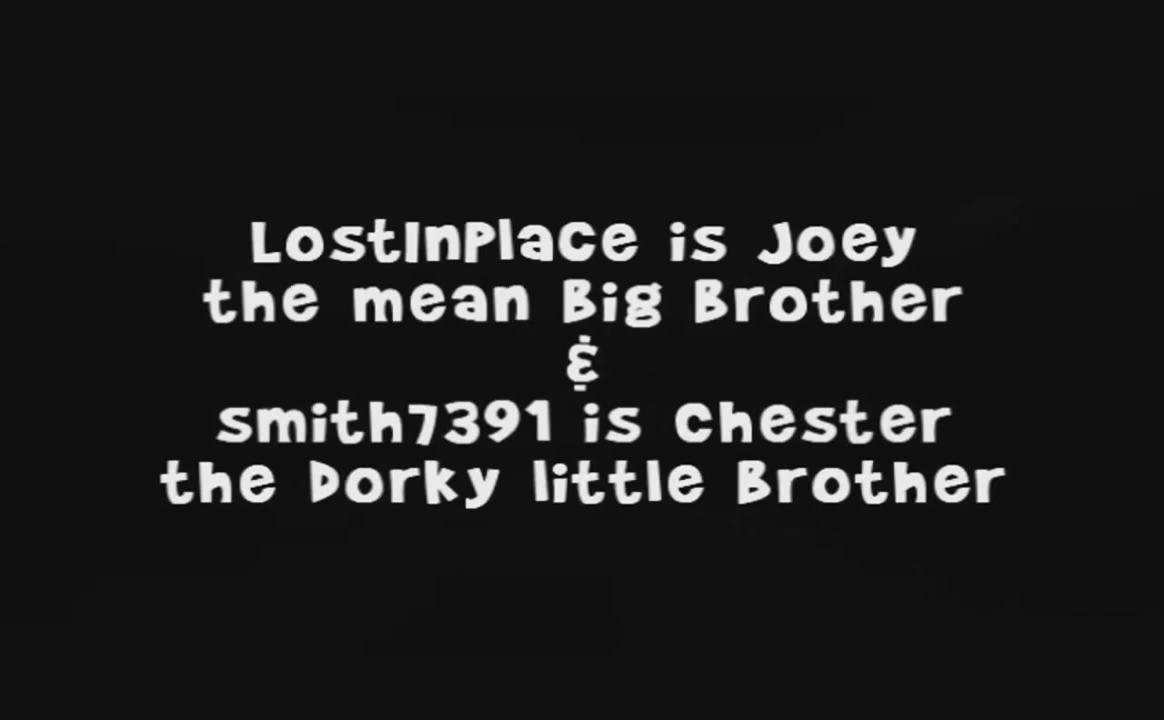 LostInPlace is Joey
the mean Big Brother
&
smith7391 is Chester
the Dorky little Brother